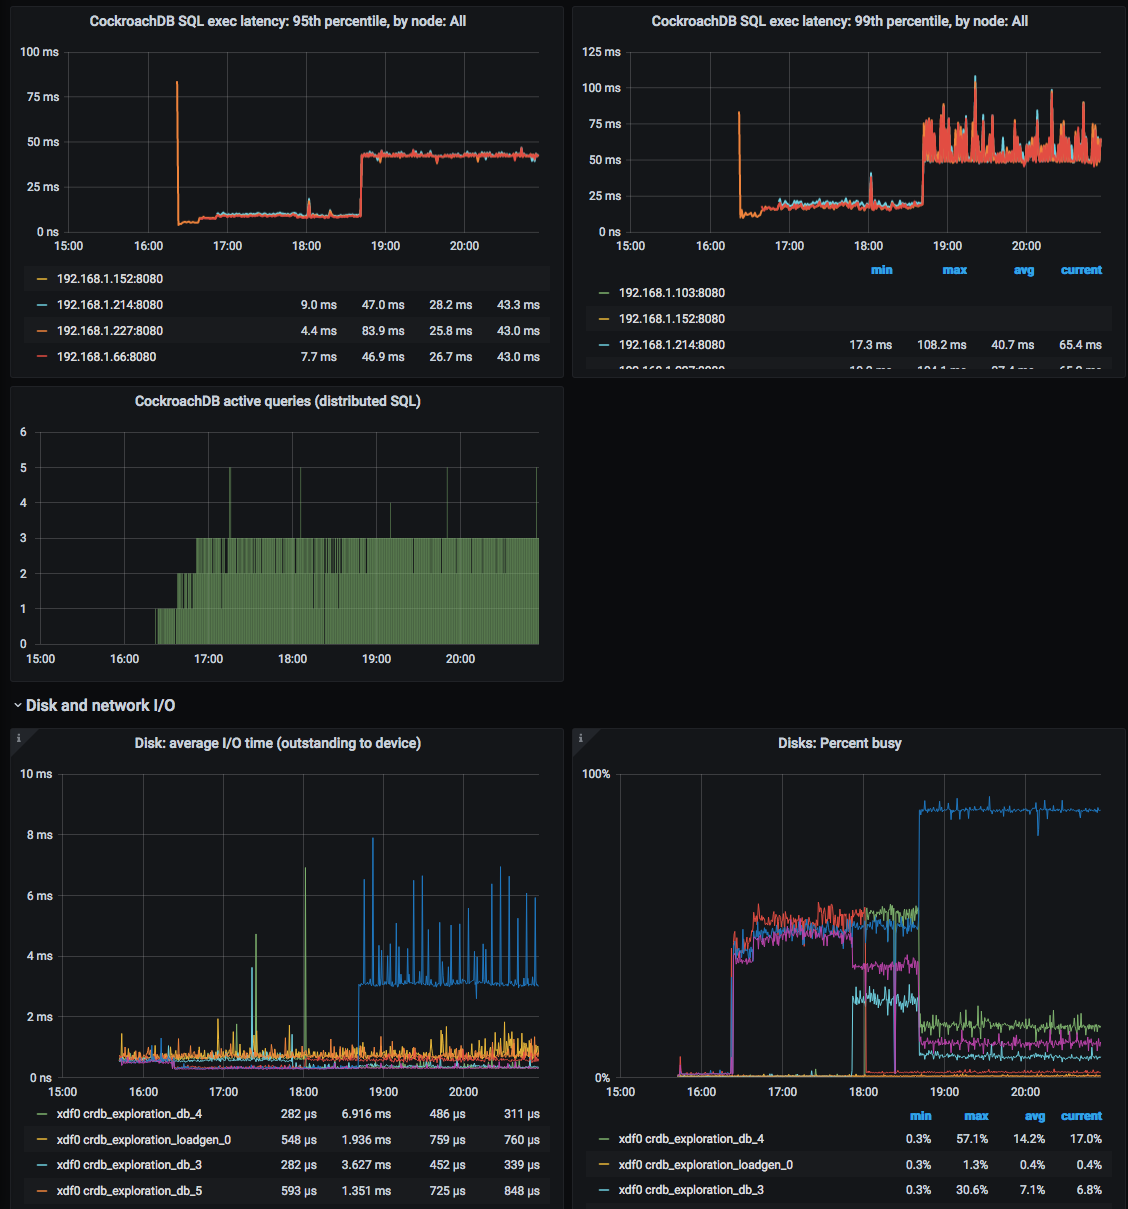 CockroachDB SQL exec latency: 95th percentile, by node: All
100 ms
75 ms
50 ms
25 ms
0 ns
15:00 16:00 17:00 18:00 19:00 20:00
192.168.1.152:8080
192.168.1.214:8080 9.0 ms 47.0 ms 28.2 ms 43.3 ms
192.168.1.227:8080 4.4 ms 83.9 ms 25.8 ms 43.0 ms
192.168.1.66:8080 7.7 ms 46.9 ms 26.7 ms 43.0 ms
CockroachDB SQL exec latency: 99th percentile, by node: All
125 ms
100 ms
75 ms
50 ms
25 ms
0 ns
15:00 16:00 17:00 18:00 19:00 20:00
min max avg current
192.168.1.103:8080
192.168.1.152:8080
192.168.1.214:8080 17.3 ms 108.2 ms 40.7 ms 65.4 ms
CockroachDB active queries (distributed SQL)
6
5
4
3
2
1
0
15:00 16:00 17:00 18:00 19:00 20:00
Disk and network I/O
i
Disk: average I/O time (outstanding to device)
10 ms
8 ms
6 ms
4 ms
2 ms
0 ns
15:00 16:00 17:00 18:00 19:00 20:00
xdf0 crdb_exploration_db_4 282 µs 6.916 ms 486 µs 311 µs
xdf0 crdb_exploration_loadgen_0 548 µs 1.936 ms 759 µs 760 µs
xdf0 crdb_exploration_db_3 282 µs 3.627 ms 452 µs 339 µs
xdf0 crdb_exploration_db_5 593 µs 1.351 ms 725 µs 848 µs
i
Disks: Percent busy
100%
0%
15:00 16:00 17:00 18:00 19:00 20:00
min max avg current
xdf0 crdb_exploration_db_4 0.3% 57.1% 14.2% 17.0%
xdf0 crdb_exploration_loadgen_0 0.3% 1.3% 0.4% 0.4%
xdf0 crdb_exploration_db_3 0.3% 30.6% 7.1% 6.8%